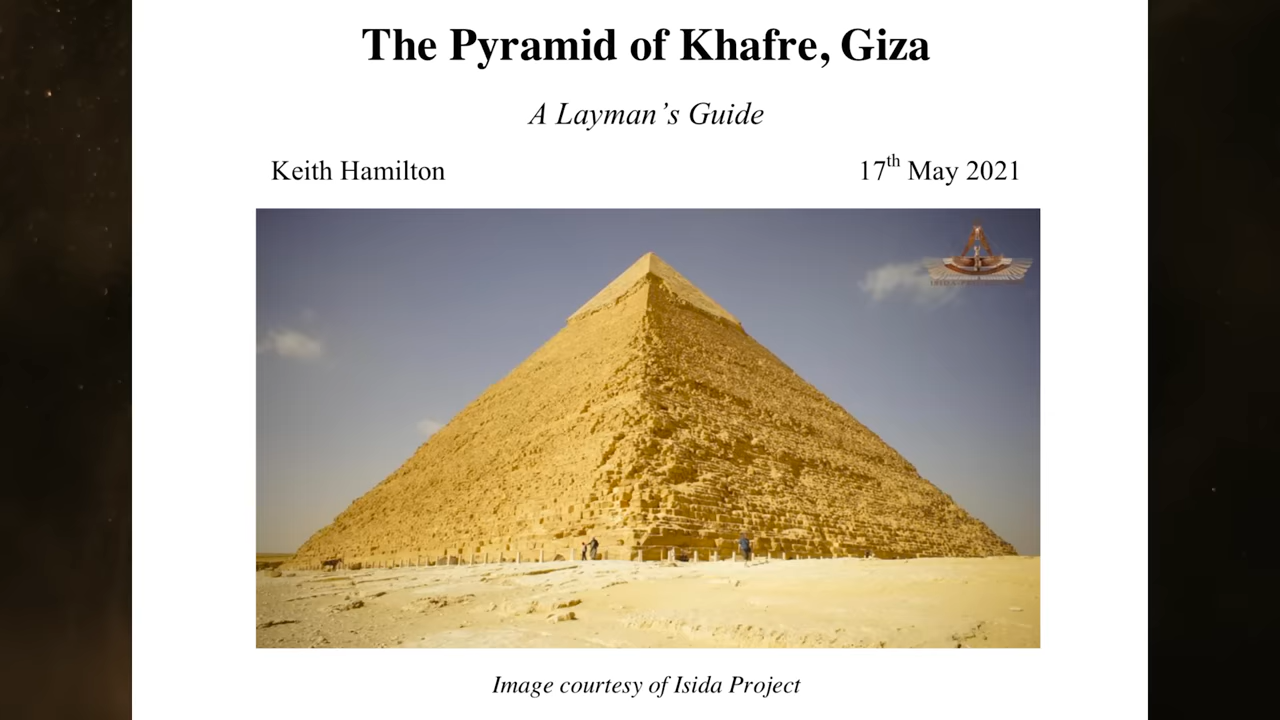 The Pyramid of Khafre, Giza
A Layman's Guide
Keith Hamilton 17th May 2021
Image courtesy of Isida Project